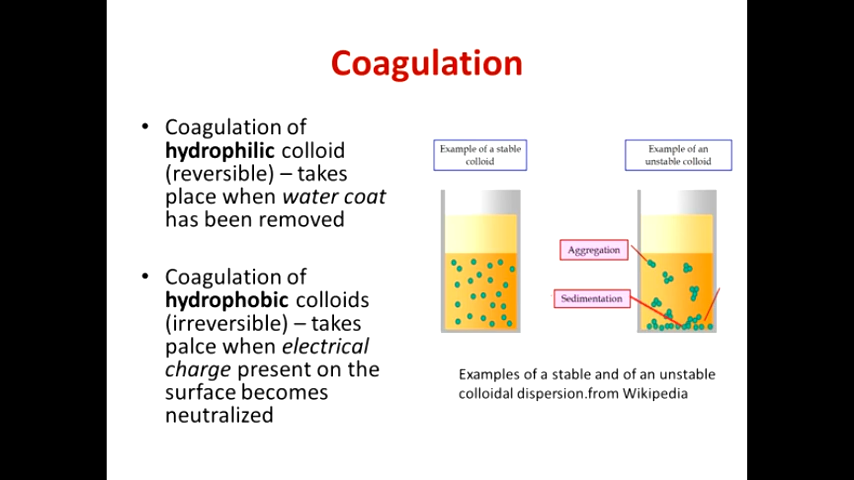 Coagulation
• Coagulation of
hydrophilic colloid
(reversible) – takes
place when water coat
has been removed
• Coagulation of
hydrophobic colloids
(irreversible) – takes
palce when electrical
charge present on the
surface becomes
neutralized
Example of a stable
colloid
Example of an
unstable colloid
Aggregation
Sedimentation
Examples of a stable and of an unstable
colloidal dispersion.from Wikipedia